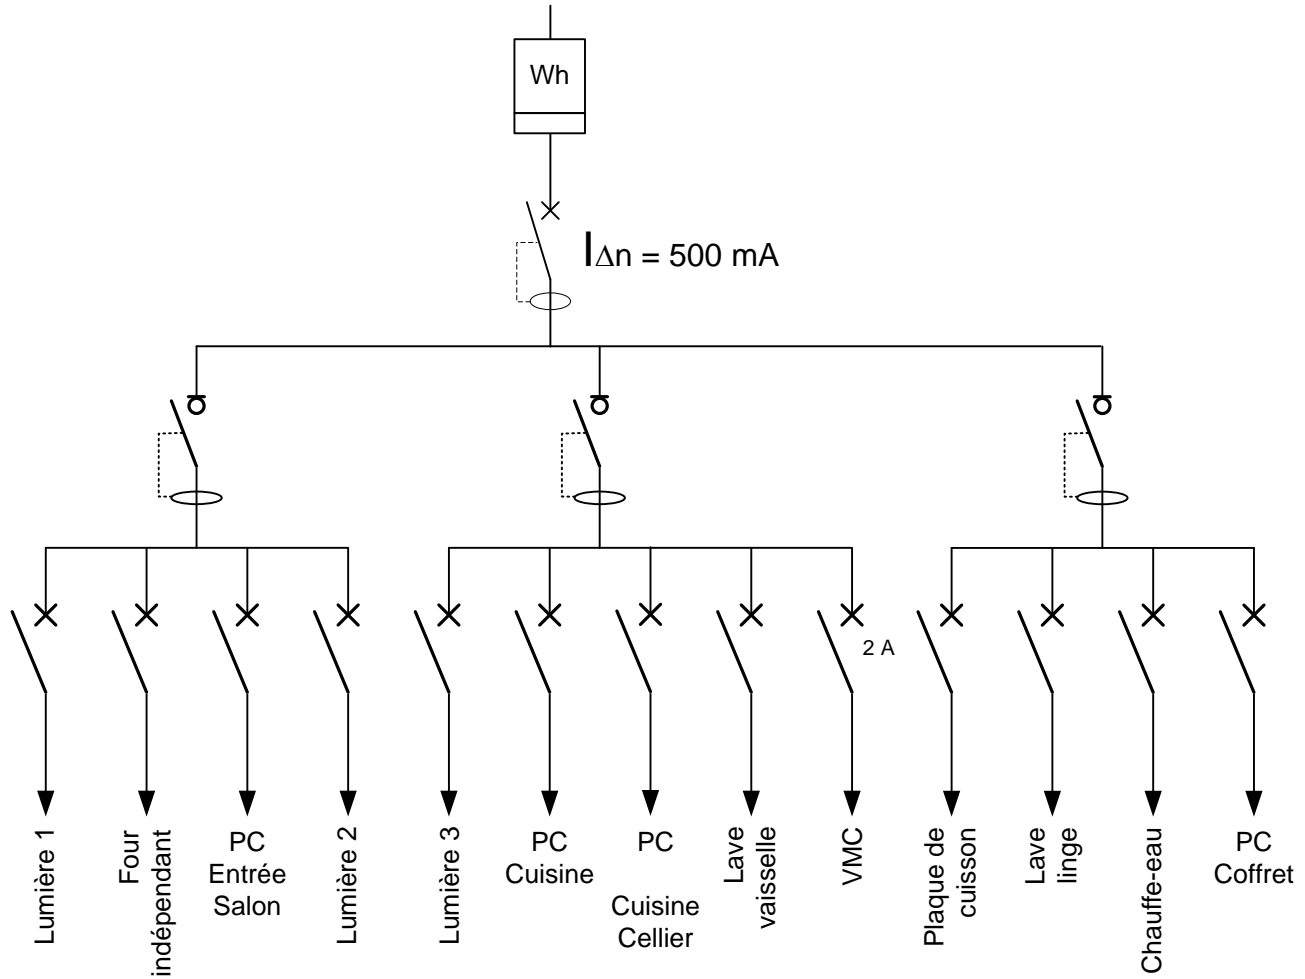 Wh
IΔn = 500 mA
2 A
Lumière 1
Four
indépendant
PC
Entrée
Salon
Lumière 2
Lumière 3
PC
Cuisine
PC
Cuisine
Cellier
Lave
vaisselle
VMC
Plaque de
cuisson
Lave
linge
Chauffe-eau
PC
Coffret